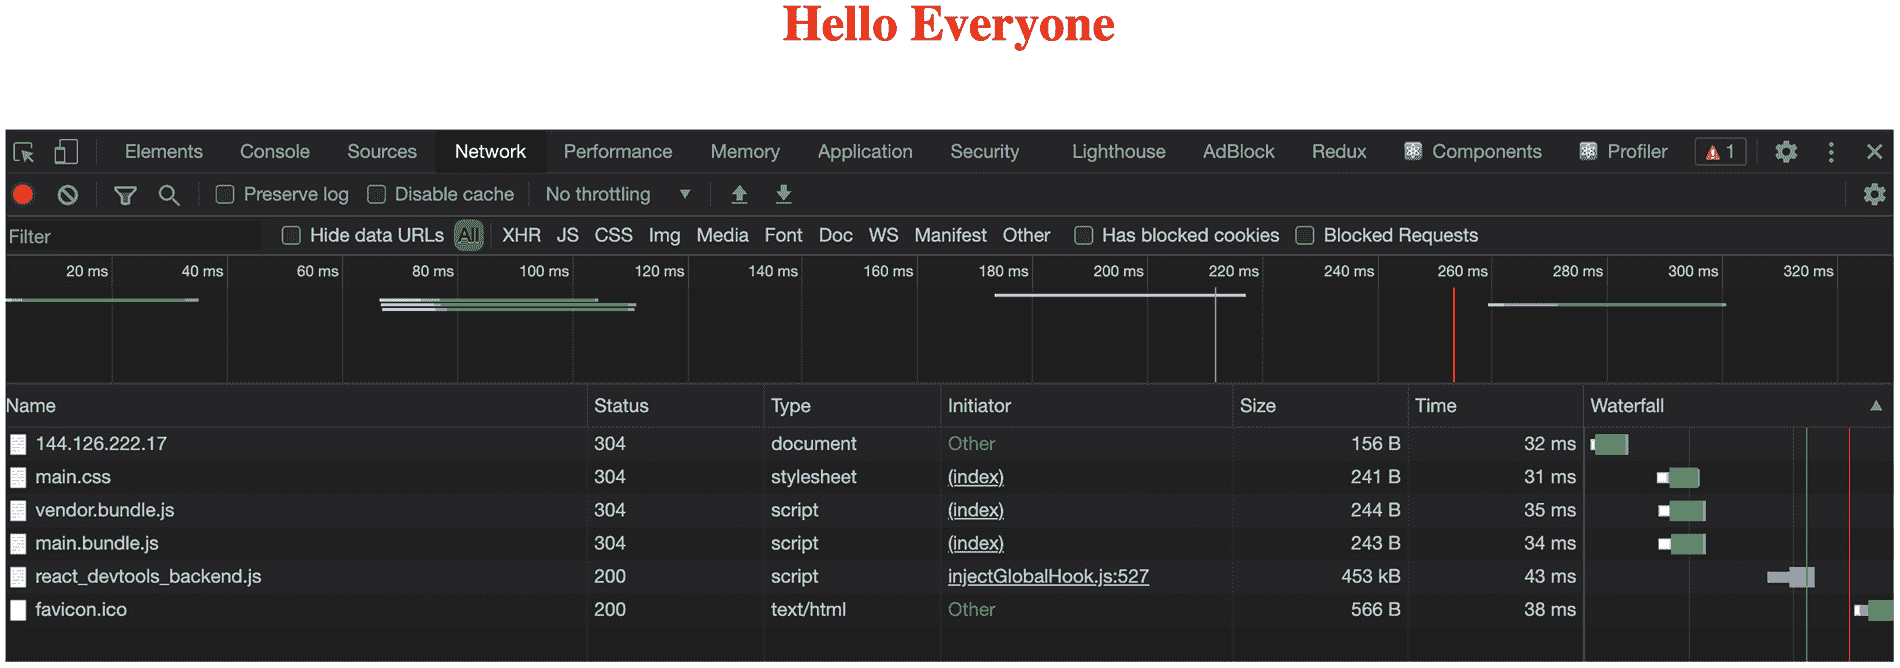 Hello Everyone
Elements Console Sources Network Performance Memory Application Security Lighthouse AdBlock Redux Components Profiler 1
Preserve log Disable cache No throttling
Filter Hide data URLs All XHR JS CSS Img Media Font Doc WS Manifest Other Has blocked cookies Blocked Requests
20 ms 40 ms 60 ms 80 ms 100 ms 120 ms 140 ms 160 ms 180 ms 200 ms 220 ms 240 ms 260 ms 280 ms 300 ms 320 ms
Name Status Type Initiator Size Time Waterfall
144.126.222.17 304 document Other 156 B 32 ms
main.css 304 stylesheet (index) 241 B 31 ms
vendor.bundle.js 304 script (index) 244 B 35 ms
main.bundle.js 304 script (index) 243 B 34 ms
react_devtools_backend.js 200 script injectGlobalHook.js:527 453 kB 43 ms
favicon.ico 200 text/html Other 566 B 38 ms